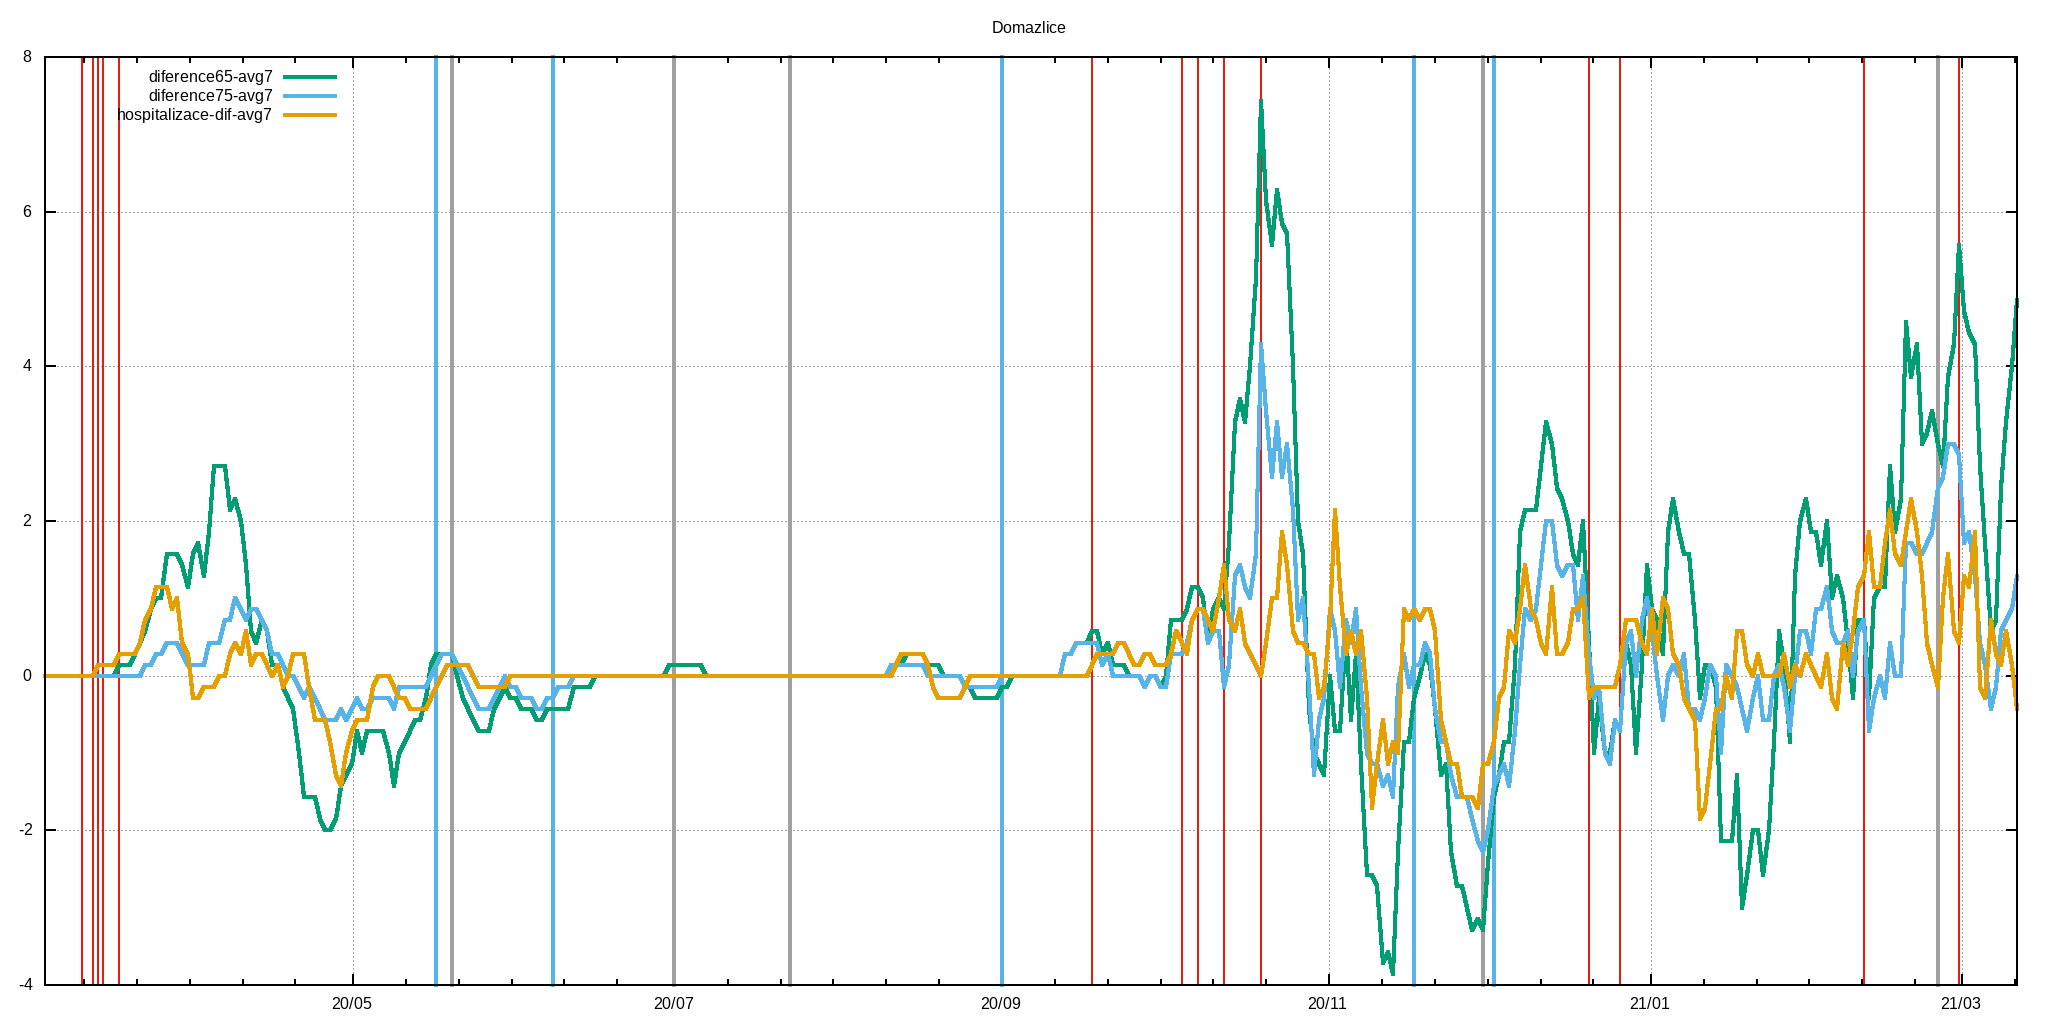 Domazlice
8
diference65-avg7
diference75-avg7
hospitalizace-dif-avg7
6
4
2
0
-2
-4
20/05 20/07 20/09 20/11 21/01 21/03